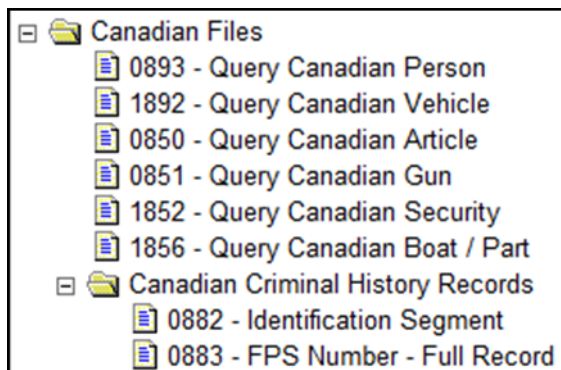 Canadian Files
0893 - Query Canadian Person
1892 - Query Canadian Vehicle
0850 - Query Canadian Article
0851 - Query Canadian Gun
1852 - Query Canadian Security
1856 - Query Canadian Boat / Part
Canadian Criminal History Records
0882 - Identification Segment
0883 - FPS Number - Full Record